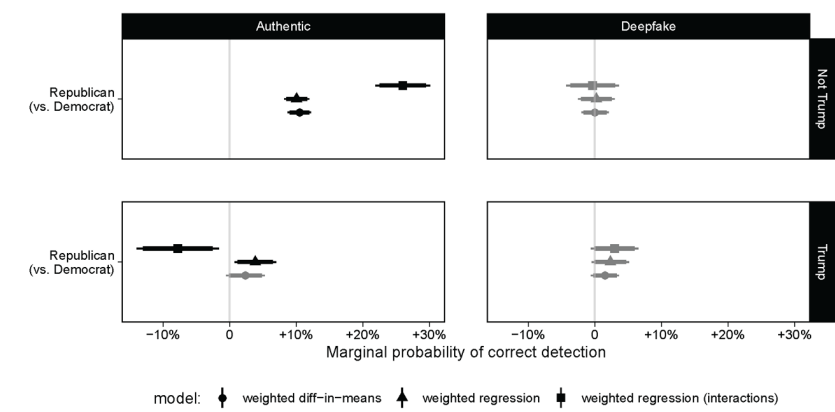 Authentic Deepfake
Republican
(vs. Democrat)
Not Trump
Republican
(vs. Democrat)
Trump
−10% 0 +10% +20% +30% −10% 0 +10% +20% +30%
Marginal probability of correct detection
model: weighted diff−in−means weighted regression weighted regression (interactions)